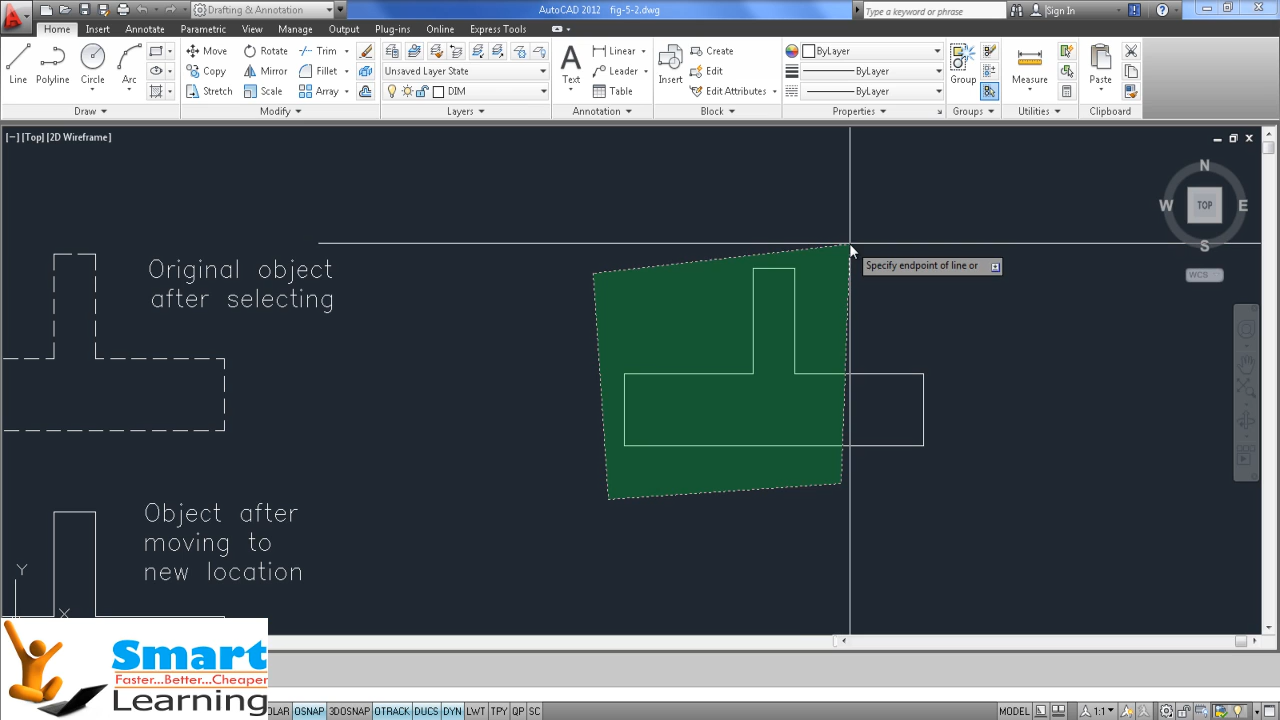 AutoCAD 2012 fig-5-2.dwg
Drafting & Annotation
Type a keyword or phrase
Sign In
Home Insert Annotate Parametric View Manage Output Plug-ins Online Express Tools
Line Polyline Circle Arc
Move Rotate Trim
Copy Mirror Fillet
Stretch Scale Array
Unsaved Layer State
DIM
Text
Linear
Leader
Table
Insert
Create
Edit
Edit Attributes
ByLayer
ByLayer
ByLayer
Group
Measure
Paste
Draw Modify Layers Annotation Block Properties Groups Utilities Clipboard
[−] [Top] [2D Wireframe]
N
W TOP E
S
WCS
Original object
after selecting
Specify endpoint of line or
Object after
moving to
new location
Y
X
Smart
Faster...Better...Cheaper
Learning
OLAR OSNAP 3DOSNAP OTRACK DUCS DYN LWT TPY QP SC
MODEL
1:1